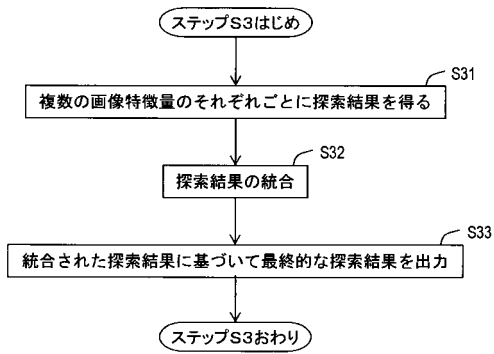 ステップS3はじめ
S31
複数の画像特徴量のそれぞれごとに探索結果を得る
S32
探索結果の統合
S33
統合された探索結果に基づいて最終的な探索結果を出力
ステップS3おわり